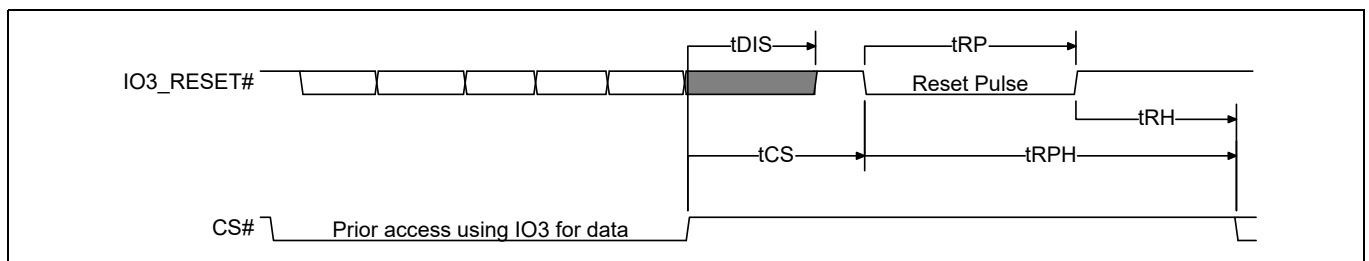 tDIS tRP
IO3_RESET# Reset Pulse
tRH
tCS tRPH
CS# Prior access using IO3 for data